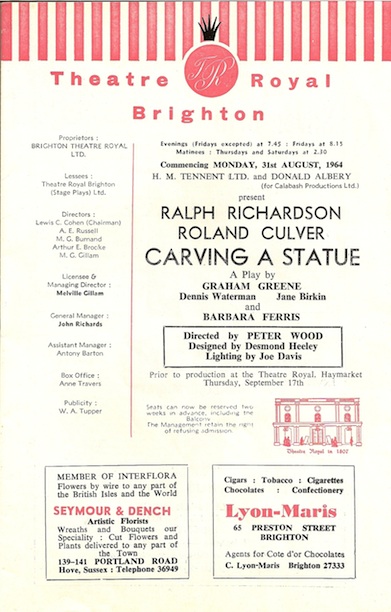 TR
Theatre Royal
Brighton
Proprietors :
BRIGHTON THEATRE ROYAL
LTD.
Lessees :
Theatre Royal Brighton
(Stage Plays) Ltd.
Directors :
Lewis C. Cohen (Chairman)
A. E. Russell
M. G. Burnand
Arthur E. Brocke
M. G. Gillam
Licensee &
Managing Director :
Melville Gillam
General Manager :
John Richards
Assistant Manager :
Antony Barton
Box Office :
Anne Travers
Publicity :
W. A. Tupper
Evenings (Fridays excepted) at 7.45 : Fridays at 8.15
Matinees : Thursdays and Saturdays at 2.30
Commencing MONDAY, 31st AUGUST, 1964
H. M. TENNENT LTD. and DONALD ALBERY
(for Calabash Productions Ltd.)
present
RALPH RICHARDSON
ROLAND CULVER
CARVING A STATUE
A Play by
GRAHAM GREENE
Dennis Waterman Jane Birkin
and
BARBARA FERRIS
Directed by PETER WOOD
Designed by Desmond Heeley
Lighting by Joe Davis
Prior to production at the Theatre Royal, Haymarket
Thursday, September 17th
Seats can now be reserved two
weeks in advance, including the
Balcony
The Management retain the right
of refusing admission.
Theatre Royal in 1807
MEMBER OF INTERFLORA
Flowers by wire to any part of
the British Isles and the World
SEYMOUR & DENCH
Artistic Florists
Wreaths and Bouquets our
Speciality : Cut Flowers and
Plants delivered to any part of
the Town
139-141 PORTLAND ROAD
Hove, Sussex : Telephone 36949
Cigars : Tobacco : Cigarettes
Chocolates : Confectionery
Lyon-Maris
65 PRESTON STREET
BRIGHTON
Agents for Cote d'or Chocolates
C. Lyon-Maris Brighton 27333